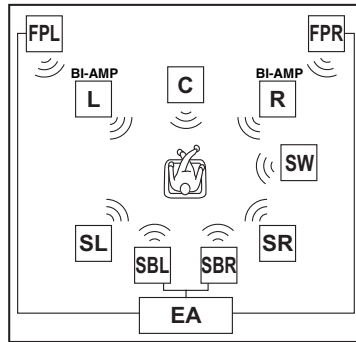 FPL FPR
BI-AMP BI-AMP
L C R
SW
SL SR
SBL SBR
EA